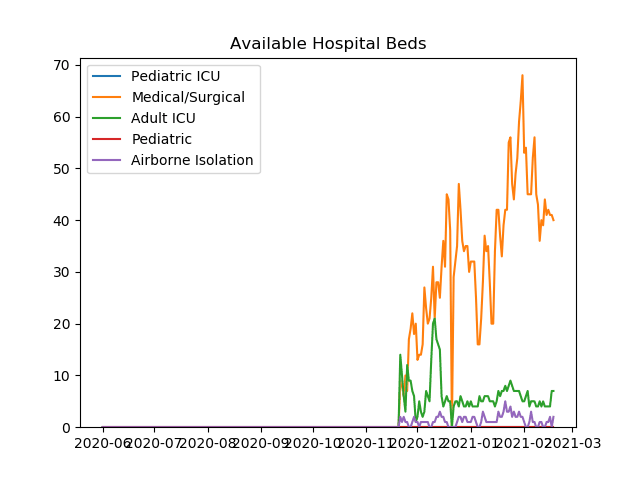 Available Hospital Beds
Pediatric ICU
Medical/Surgical
Adult ICU
Pediatric
Airborne Isolation
70
60
50
40
30
20
10
0
2020-06 2020-07 2020-08 2020-09 2020-10 2020-11 2020-12 2021-01 2021-02 2021-03